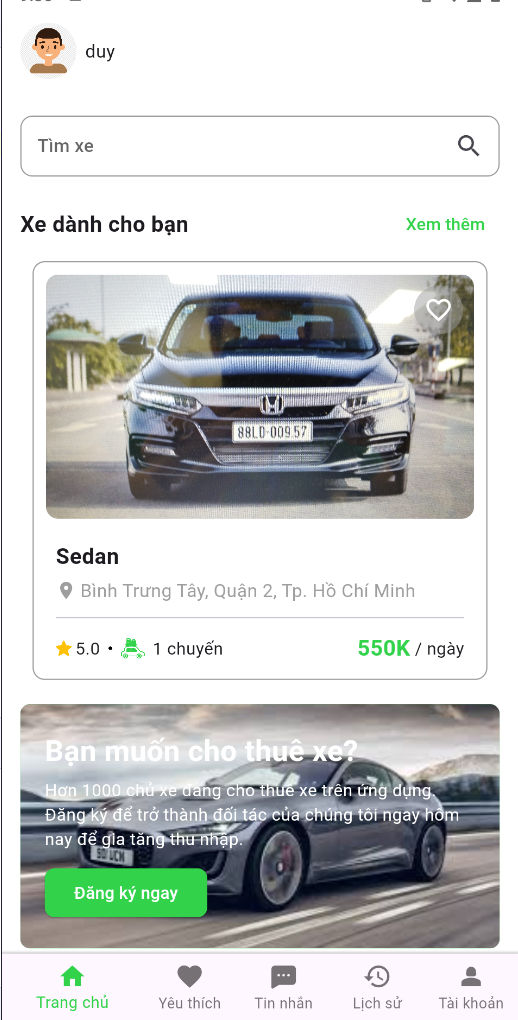 duy
Tìm xe
Xe dành cho bạn
Xem thêm
88LD-009.57
Sedan
Bình Trưng Tây, Quận 2, Tp. Hồ Chí Minh
5.0 • 1 chuyến
550K / ngày
Bạn muốn cho thuê xe?
Hơn 1000 chủ xe đang cho thuê xe trên ứng dụng.
Đăng ký để trở thành đối tác của chúng tôi ngay hôm
nay để gia tăng thu nhập.
Đăng ký ngay
Trang chủ
Yêu thích
Tin nhắn
Lịch sử
Tài khoản